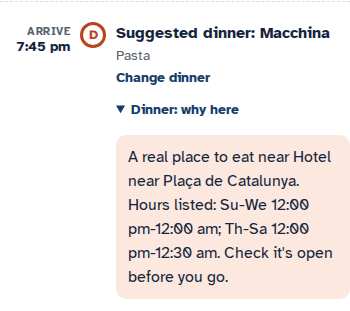 ARRIVE
7:45 pm
D
Suggested dinner: Macchina
Pasta
Change dinner
▼ Dinner: why here
A real place to eat near Hotel
near Plaça de Catalunya.
Hours listed: Su-We 12:00
pm-12:00 am; Th-Sa 12:00
pm-12:30 am. Check it's open
before you go.